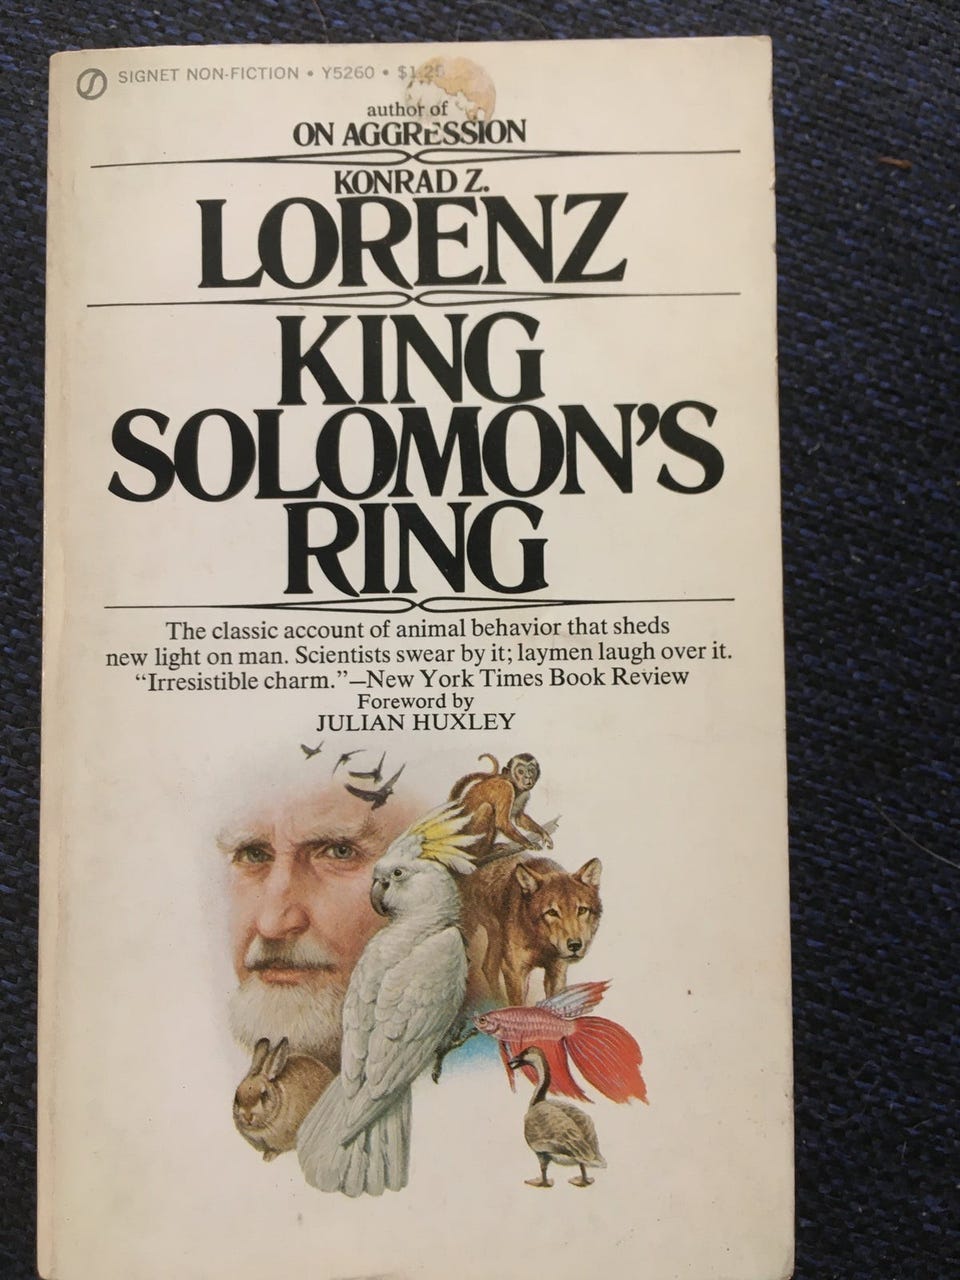 SIGNET NON-FICTION • Y5260 • $1.25
author of
ON AGGRESSION
KONRAD Z.
LORENZ
KING
SOLOMON'S
RING
The classic account of animal behavior that sheds
new light on man. Scientists swear by it; laymen laugh over it.
“Irresistible charm.”—New York Times Book Review
Foreword by
JULIAN HUXLEY